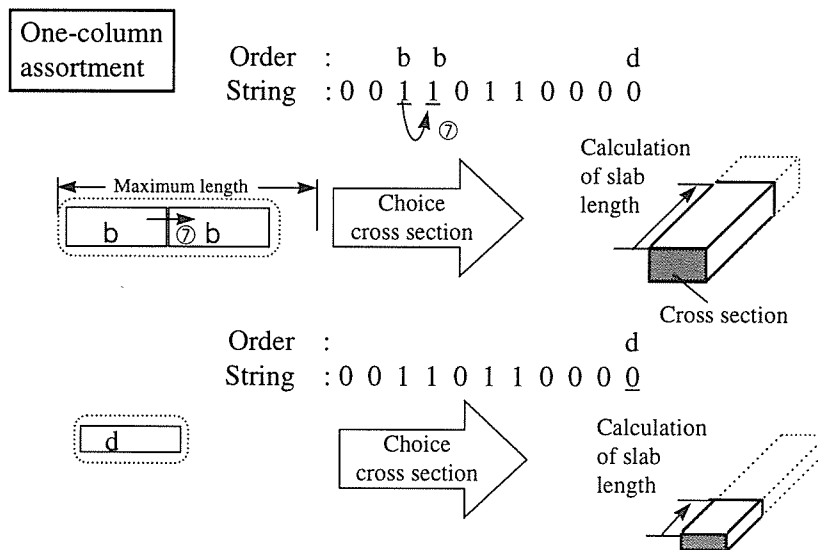 One-column
assortment
Order : b b d
String : 0 0 1 1 0 1 1 0 0 0 0 0
⑦
Maximum length
b ⑦ b
Choice
cross section
Calculation
of slab
length
Cross section
Order : d
String : 0 0 1 1 0 1 1 0 0 0 0 0
d
Choice
cross section
Calculation
of slab
length